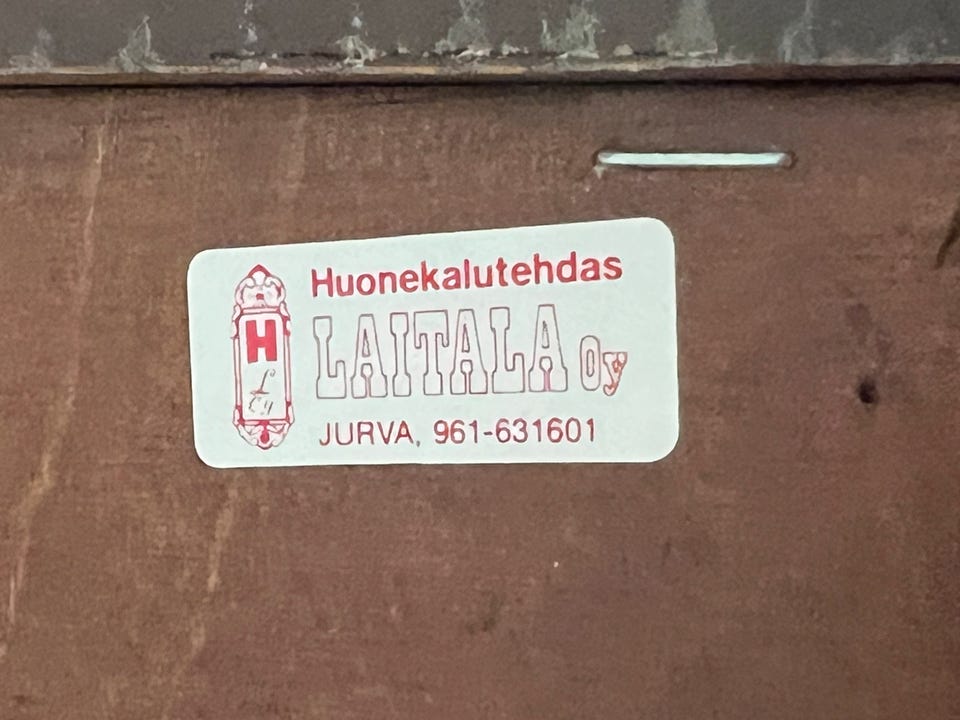 Huonekalutehdas
LAITALA Oy
JURVA, 961-631601
H